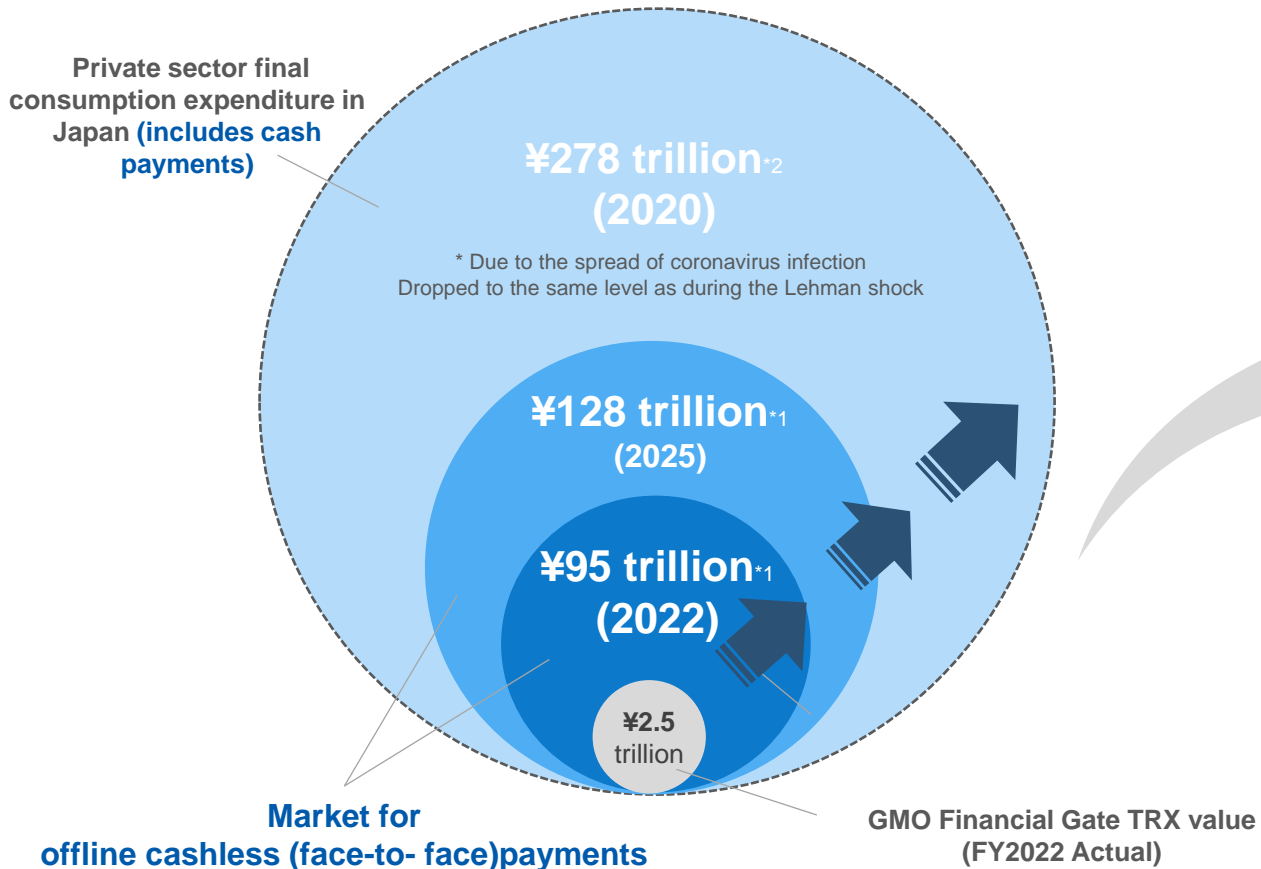 Private sector final
consumption expenditure in
Japan (includes cash
payments)
¥278 trillion*2
(2020)
* Due to the spread of coronavirus infection
Dropped to the same level as during the Lehman shock
¥128 trillion*1
(2025)
¥95 trillion*1
(2022)
¥2.5
trillion
Market for
offline cashless (face-to- face)payments
GMO Financial Gate TRX value
(FY2022 Actual)